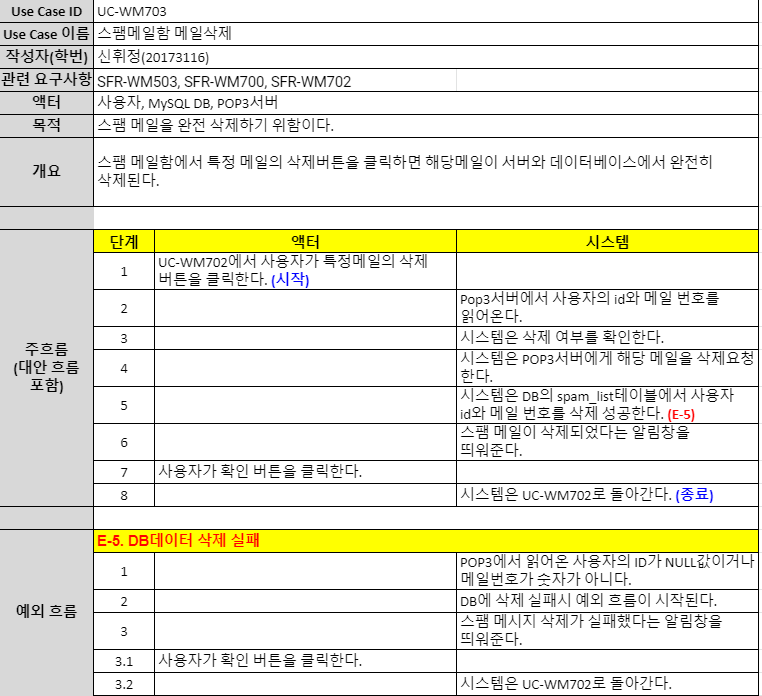 Use Case ID UC-WM703
Use Case 이름 스팸메일함 메일삭제
작성자(학번) 신휘정(20173116)
관련 요구사항 SFR-WM503, SFR-WM700, SFR-WM702
액터 사용자, MySQL DB, POP3서버
목적 스팸 메일을 완전 삭제하기 위함이다.
개요 스팸 메일함에서 특정 메일의 삭제버튼을 클릭하면 해당메일이 서버와 데이터베이스에서 완전히
삭제된다.
주흐름
(대안 흐름
포함)
단계 액터 시스템
1 UC-WM702에서 사용자가 특정메일의 삭제
버튼을 클릭한다. (시작)
2 Pop3서버에서 사용자의 id와 메일 번호를
읽어온다.
3 시스템은 삭제 여부를 확인한다.
4 시스템은 POP3서버에게 해당 메일을 삭제요청
한다.
5 시스템은 DB의 spam_list테이블에서 사용자
id와 메일 번호를 삭제 성공한다. (E-5)
6 스팸 메일이 삭제되었다는 알림창을
띄워준다.
7 사용자가 확인 버튼을 클릭한다.
8 시스템은 UC-WM702로 돌아간다. (종료)
예외 흐름
E-5. DB데이터 삭제 실패
1 POP3에서 읽어온 사용자의 ID가 NULL값이거나
메일번호가 숫자가 아니다.
2 DB에 삭제 실패시 예외 흐름이 시작된다.
3 스팸 메시지 삭제가 실패했다는 알림창을
띄워준다.
3.1 사용자가 확인 버튼을 클릭한다.
3.2 시스템은 UC-WM702로 돌아간다.